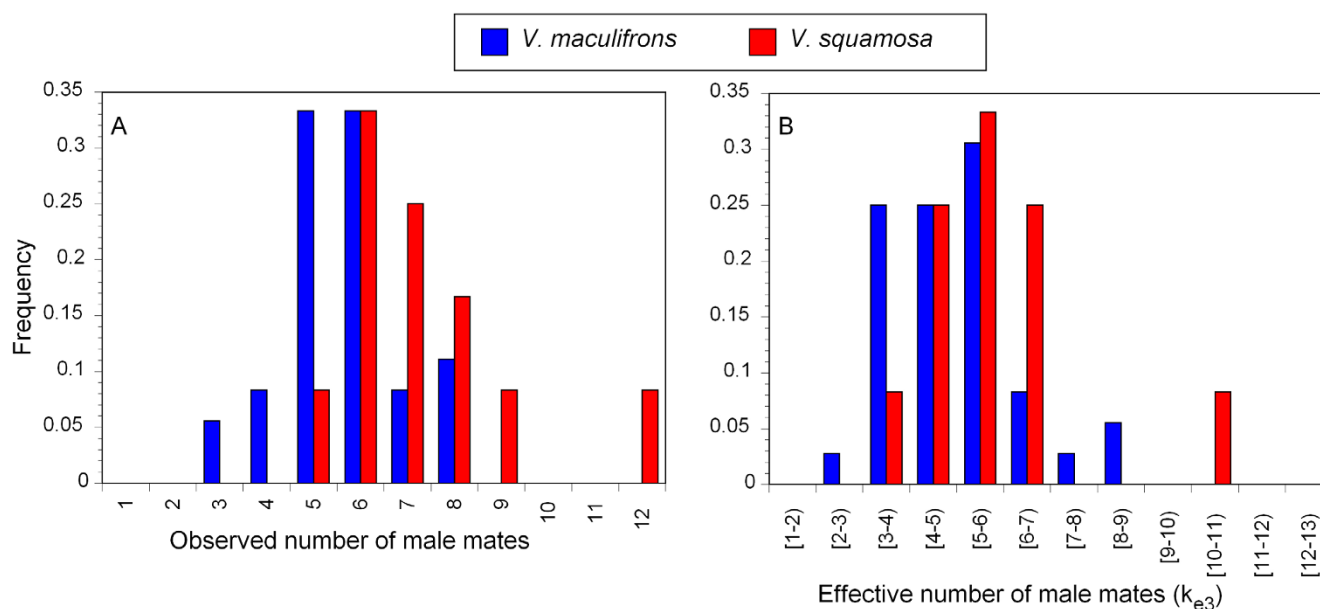 V. maculifrons V. squamosa
A
0.35
0.3
0.25
0.2
0.15
0.1
0.05
0
Frequency
1 2 3 4 5 6 7 8 9 10 11 12
Observed number of male mates
B
0.35
0.3
0.25
0.2
0.15
0.1
0.05
0
[1-2) [2-3) [3-4) [4-5) [5-6) [6-7) [7-8) [8-9) [9-10) [10-11) [11-12) [12-13)
Effective number of male mates (ke3)